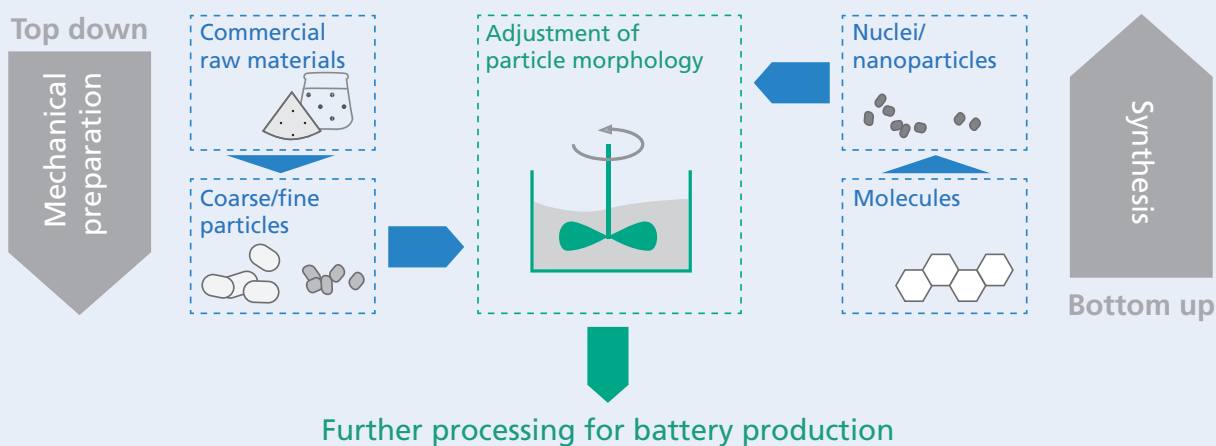 Top down
Mechanical
preparation
Commercial
raw materials
Coarse/fine
particles
Adjustment of
particle morphology
Nuclei/
nanoparticles
Molecules
Synthesis
Bottom up
Further processing for battery production